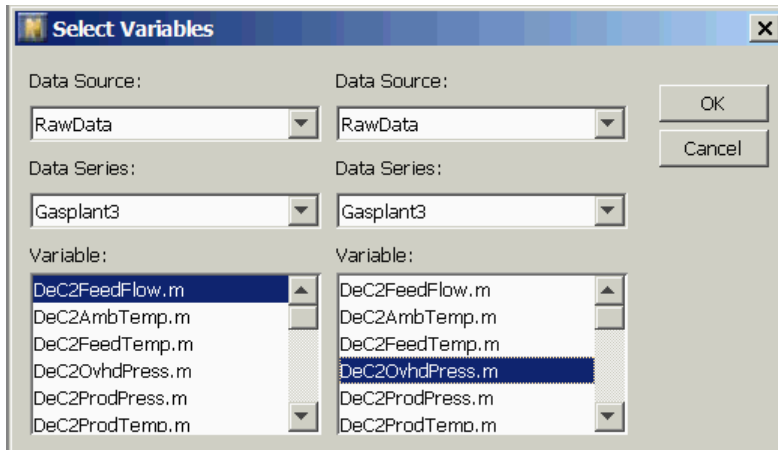 Select Variables
Data Source:
Data Source:
OK
RawData
RawData
Cancel
Data Series:
Data Series:
Gasplant3
Gasplant3
Variable:
Variable:
DeC2FeedFlow.m
DeC2FeedFlow.m
DeC2AmbTemp.m
DeC2AmbTemp.m
DeC2FeedTemp.m
DeC2FeedTemp.m
DeC2OvhdPress.m
DeC2OvhdPress.m
DeC2ProdPress.m
DeC2ProdPress.m
DeC2ProdTemp.m
DeC2ProdTemp.m